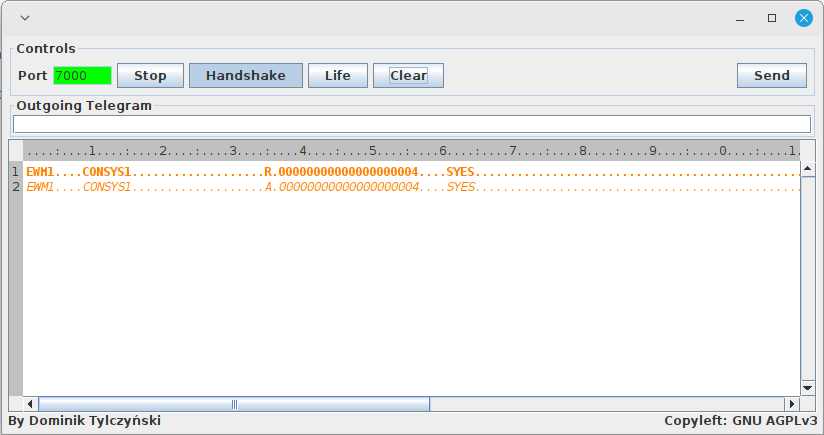 Controls
Port 7000 Stop Handshake Life Clear Send
Outgoing Telegram
....:....1....:....2....:....3....:....4....:....5....:....6....:....7....:....8....:....9....:....0....:....1.
1 EWM1....CONSYS1...................R.00000000000000000004....SYES...............................................
2 EWM1....CONSYS1...................A.00000000000000000004....SYES...............................................
By Dominik Tylczyński Copyleft: GNU AGPLv3